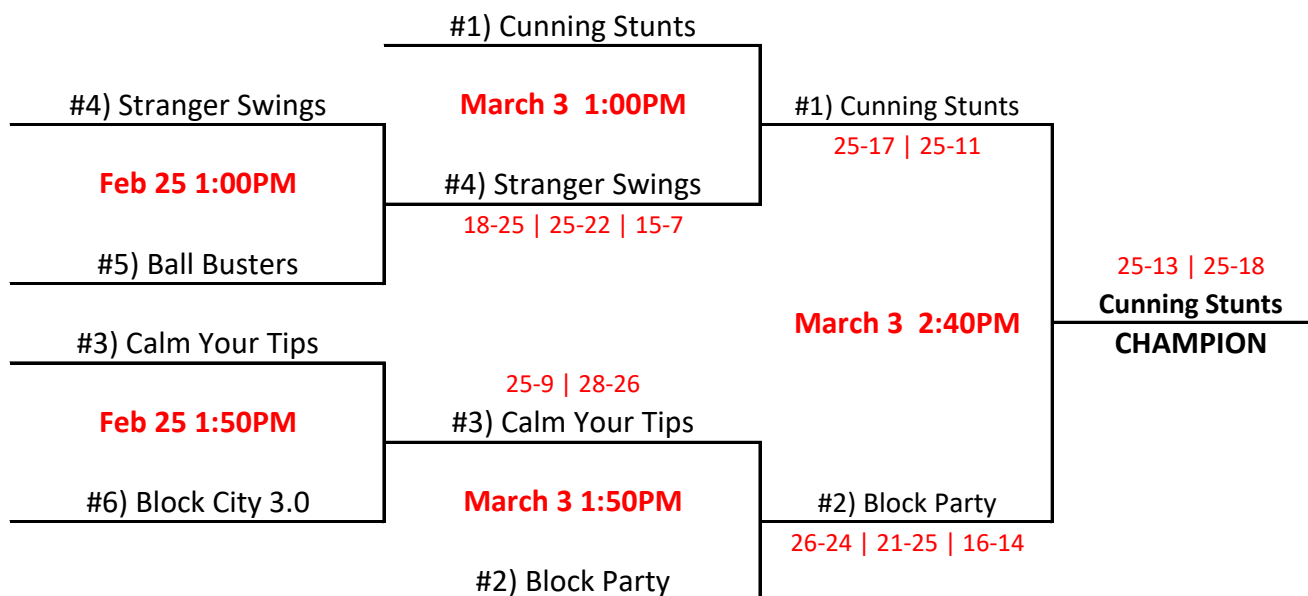 #1) Cunning Stunts
March 3  1:00PM
#4) Stranger Swings
#1) Cunning Stunts
25-17 | 25-11
Feb 25 1:00PM
#4) Stranger Swings
18-25 | 25-22 | 15-7
#5) Ball Busters
25-13 | 25-18
Cunning Stunts
CHAMPION
March 3  2:40PM
#3) Calm Your Tips
25-9 | 28-26
#3) Calm Your Tips
Feb 25 1:50PM
#6) Block City 3.0
March 3 1:50PM
#2) Block Party
26-24 | 21-25 | 16-14
#2) Block Party